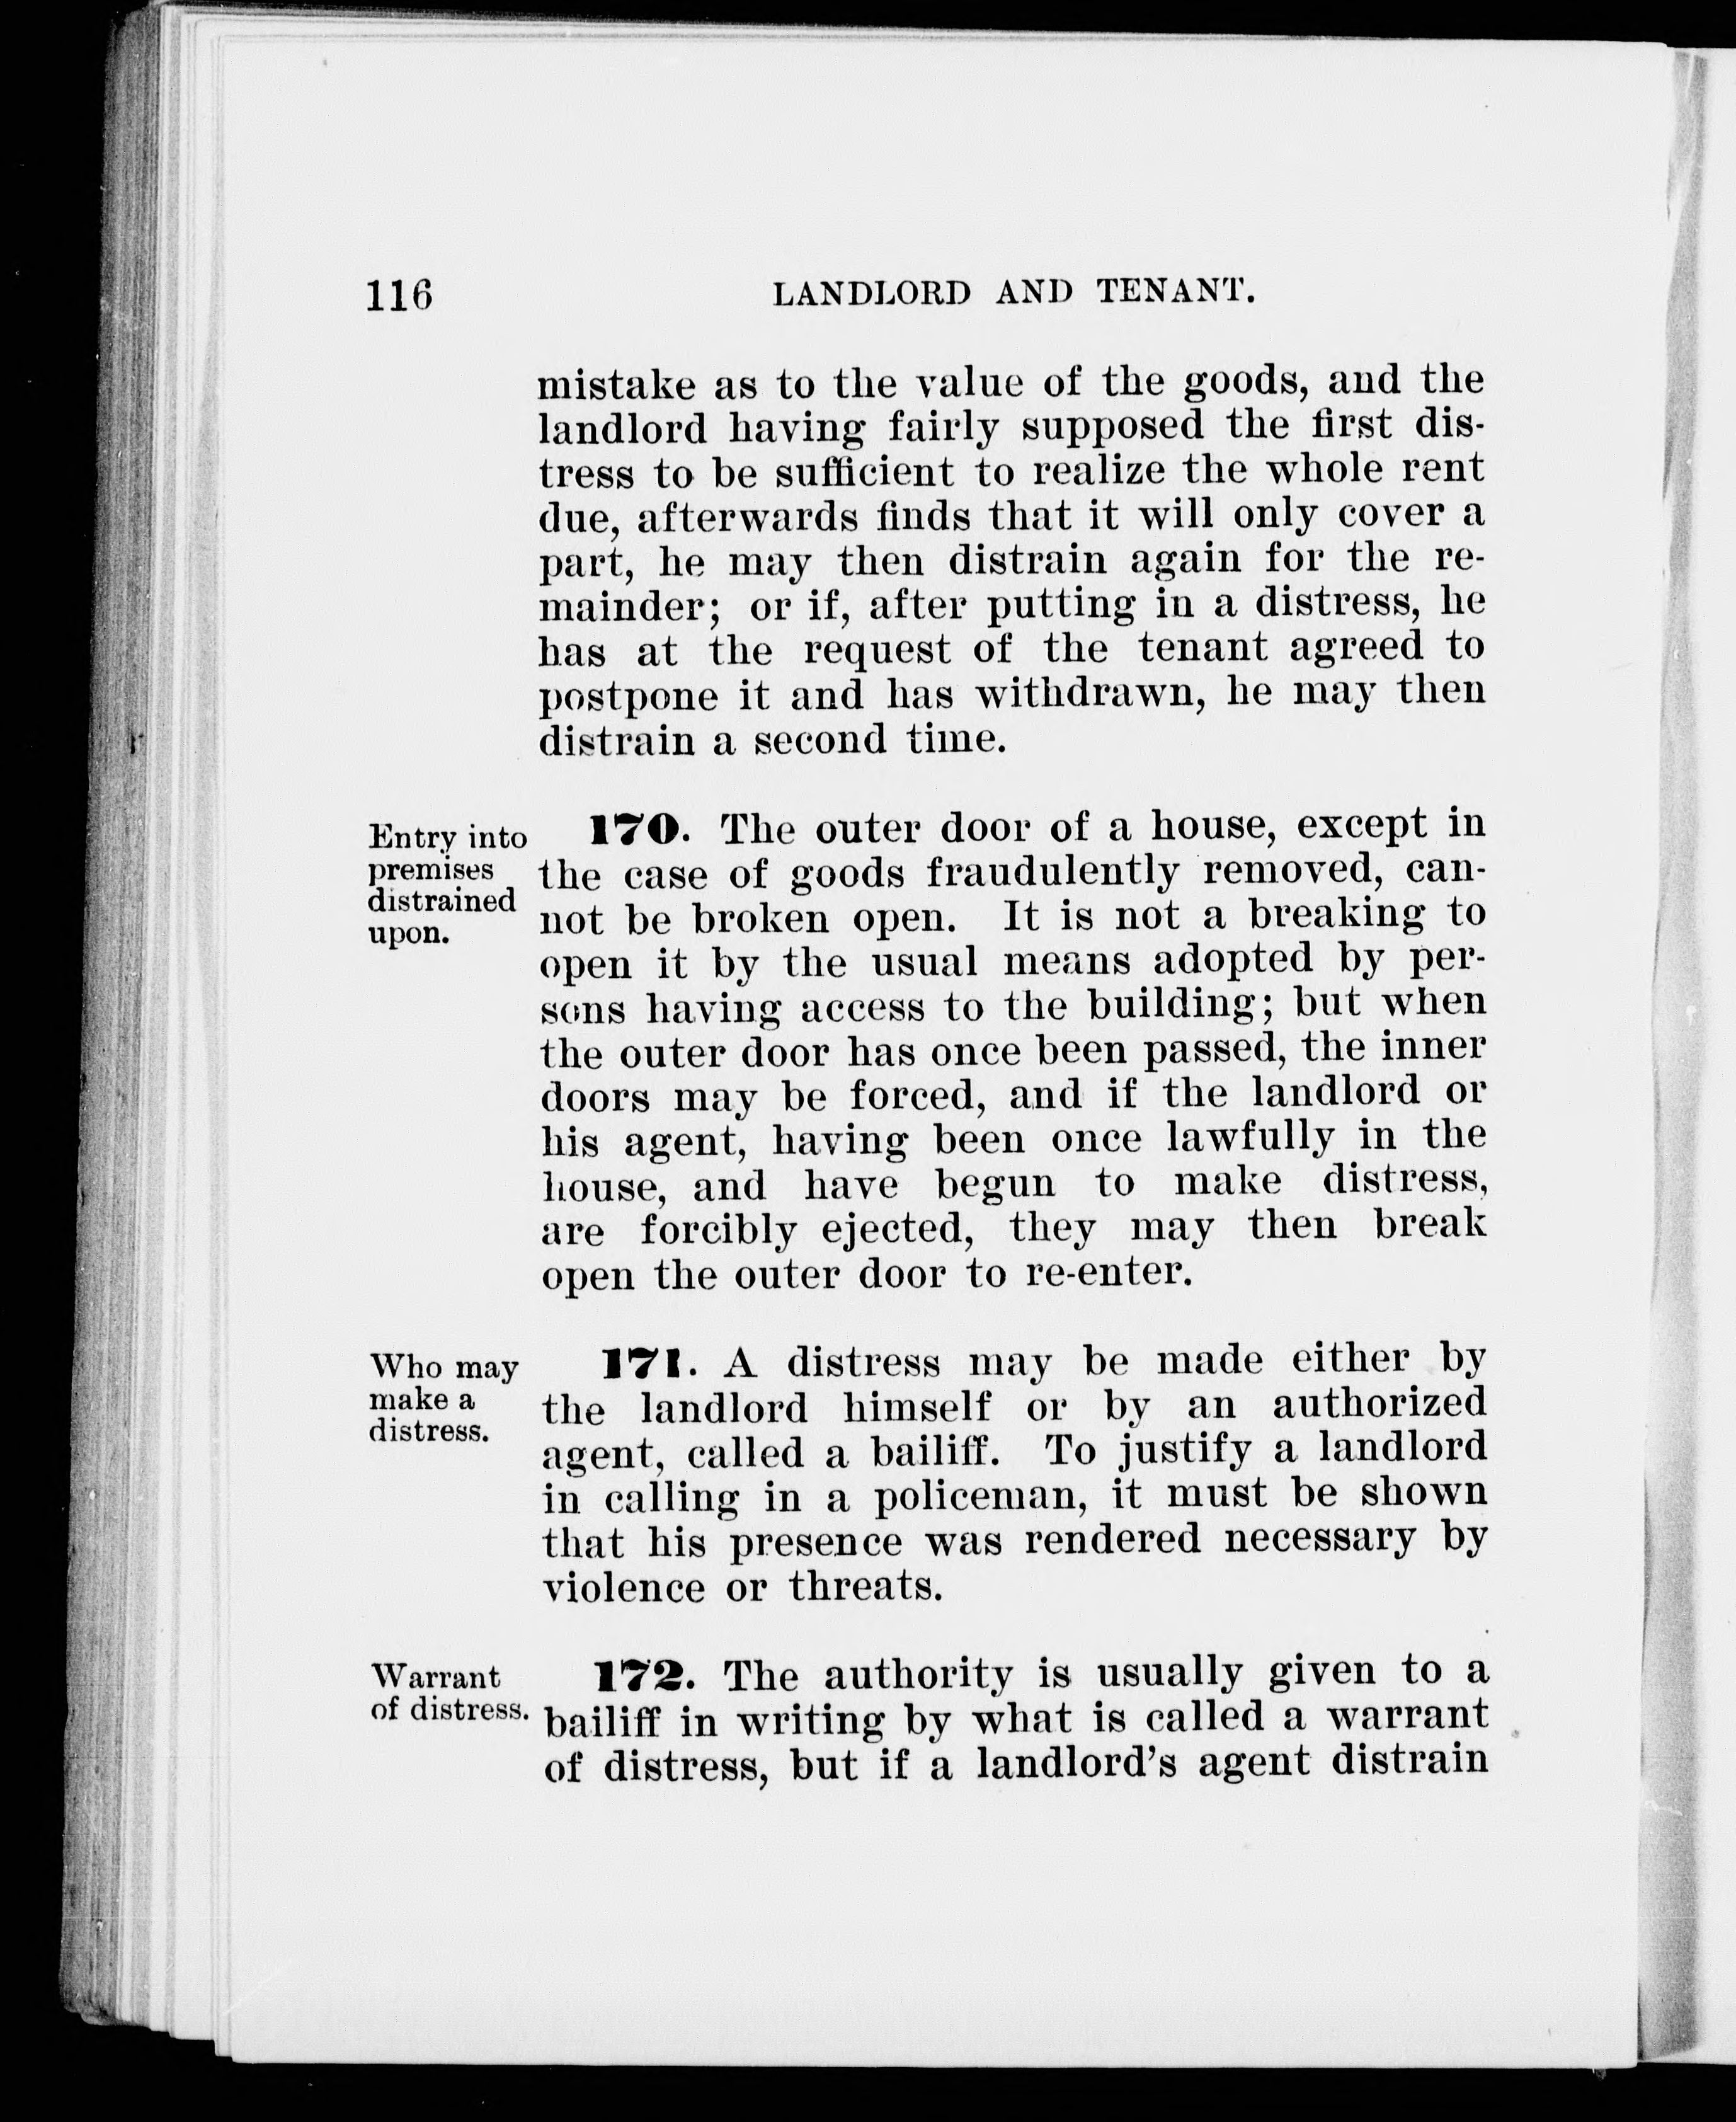 116 LANDLORD AND TENANT.
mistake as to the value of the goods, and the
landlord having fairly supposed the first dis-
tress to be sufficient to realize the whole rent
due, afterwards finds that it will only cover a
part, he may then distrain again for the re-
mainder; or if, after putting in a distress, he
has at the request of the tenant agreed to
postpone it and has withdrawn, he may then
distrain a second time.
Entry into
premises
distrained
upon.
170. The outer door of a house, except in
the case of goods fraudulently removed, can-
not be broken open. It is not a breaking to
open it by the usual means adopted by per-
sons having access to the building; but when
the outer door has once been passed, the inner
doors may be forced, and if the landlord or
his agent, having been once lawfully in the
house, and have begun to make distress,
are forcibly ejected, they may then break
open the outer door to re-enter.
Who may
make a
distress.
171. A distress may be made either by
the landlord himself or by an authorized
agent, called a bailiff. To justify a landlord
in calling in a policeman, it must be shown
that his presence was rendered necessary by
violence or threats.
Warrant
of distress.
172. The authority is usually given to a
bailiff in writing by what is called a warrant
of distress, but if a landlord's agent distrain